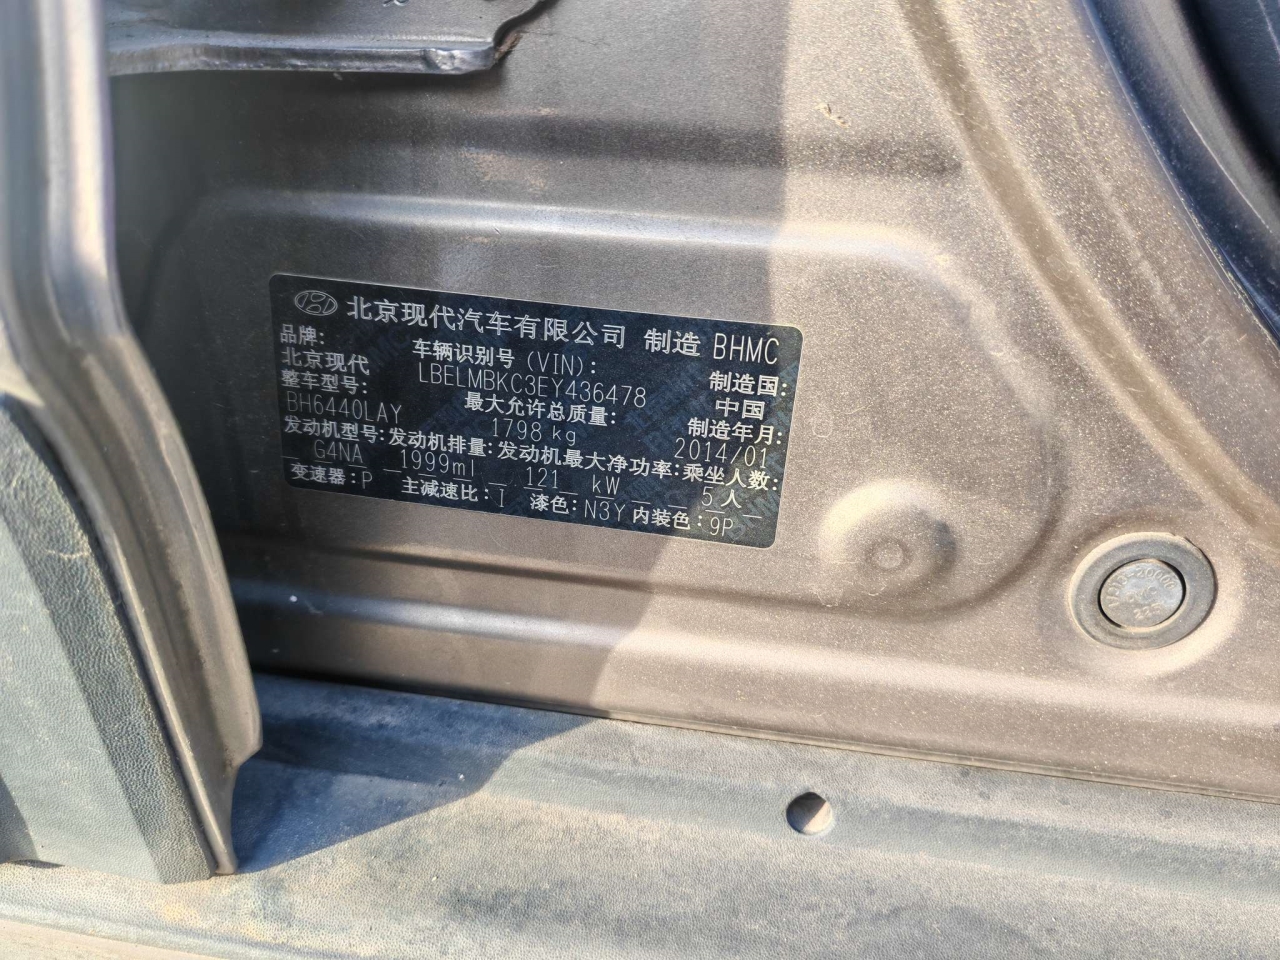 北京现代汽车有限公司 制造 BHMC
品牌: 车辆识别号 (VIN): 制造国:
北京现代 LBELMBKC3EY436478 中国
整车型号: 最大允许总质量: 制造年月:
BH6440LAY 1798 kg 2014/01
发动机型号: 发动机排量: 发动机最大净功率: 乘坐人数:
G4NA 1999ml 121 kW 5 人
变速器: P 主减速比: I 漆色: N3Y 内装色: 9P